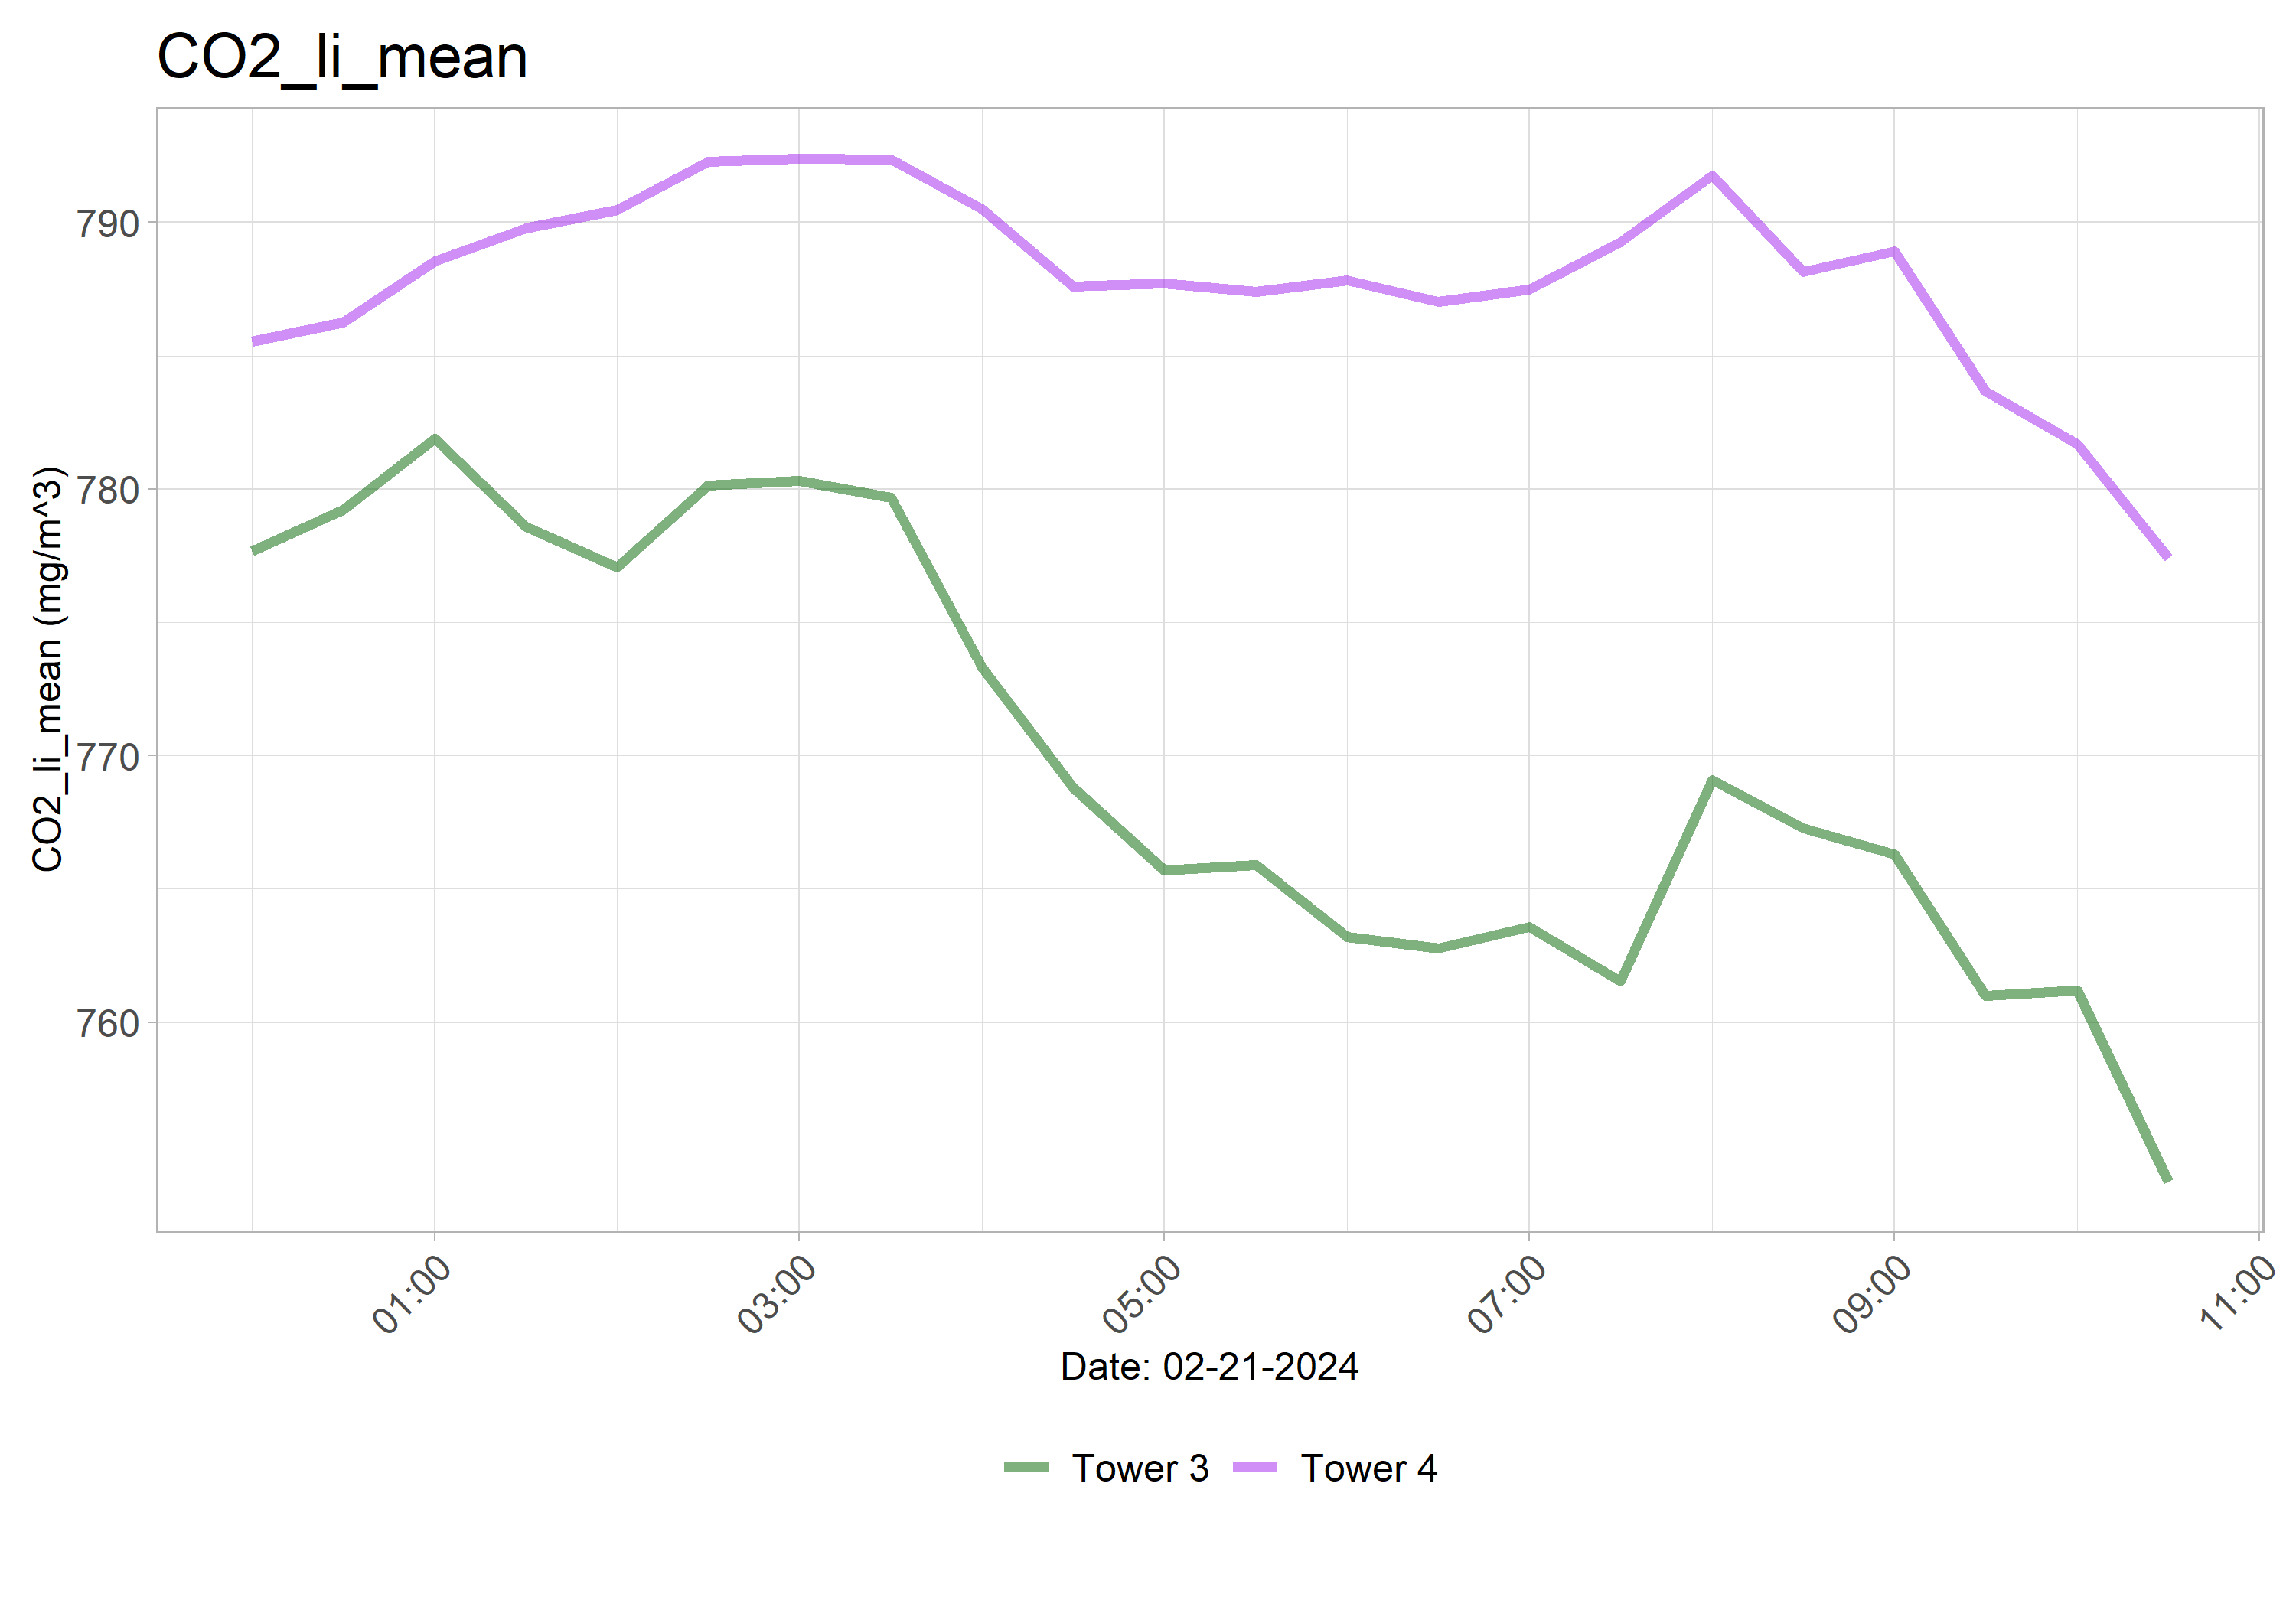 CO2_li_mean
CO2_li_mean (mg/m^3)
790
780
770
760
01:00
03:00
05:00
07:00
09:00
11:00
Date: 02-21-2024
Tower 3
Tower 4